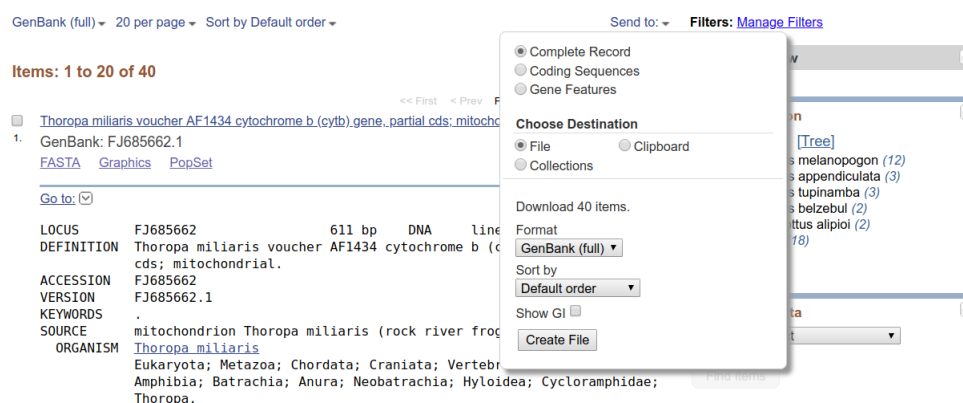 GenBank (full) 20 per page Sort by Default order Send to: Filters: Manage Filters
Items: 1 to 20 of 40
<< First < Prev
Thoropa miliaris voucher AF1434 cytochrome b (cytb) gene, partial cds;
1. GenBank: FJ685662.1
FASTA Graphics PopSet
Go to:
LOCUS FJ685662 611 bp DNA
DEFINITION Thoropa miliaris voucher AF1434 cytochrome b
cds; mitochondrial.
ACCESSION FJ685662
VERSION FJ685662.1
KEYWORDS .
SOURCE mitochondrion Thoropa miliaris (rock river
ORGANISM Thoropa miliaris
Eukaryota; Metazoa; Chordata; Craniata;
Amphibia; Batrachia; Anura; Neobatrachia; Hyloidea; Cycloramphidae;
Thoropa.
Complete Record
Coding Sequences
Gene Features
Choose Destination
File Clipboard
Collections
Download 40 items.
Format
GenBank (full)
Sort by
Default order
Show GI
Create File
[Tree]
melanopogon (12)
appendiculata (3)
tupinamba (3)
belzebul (2)
alipioi (2)
18)
Find items